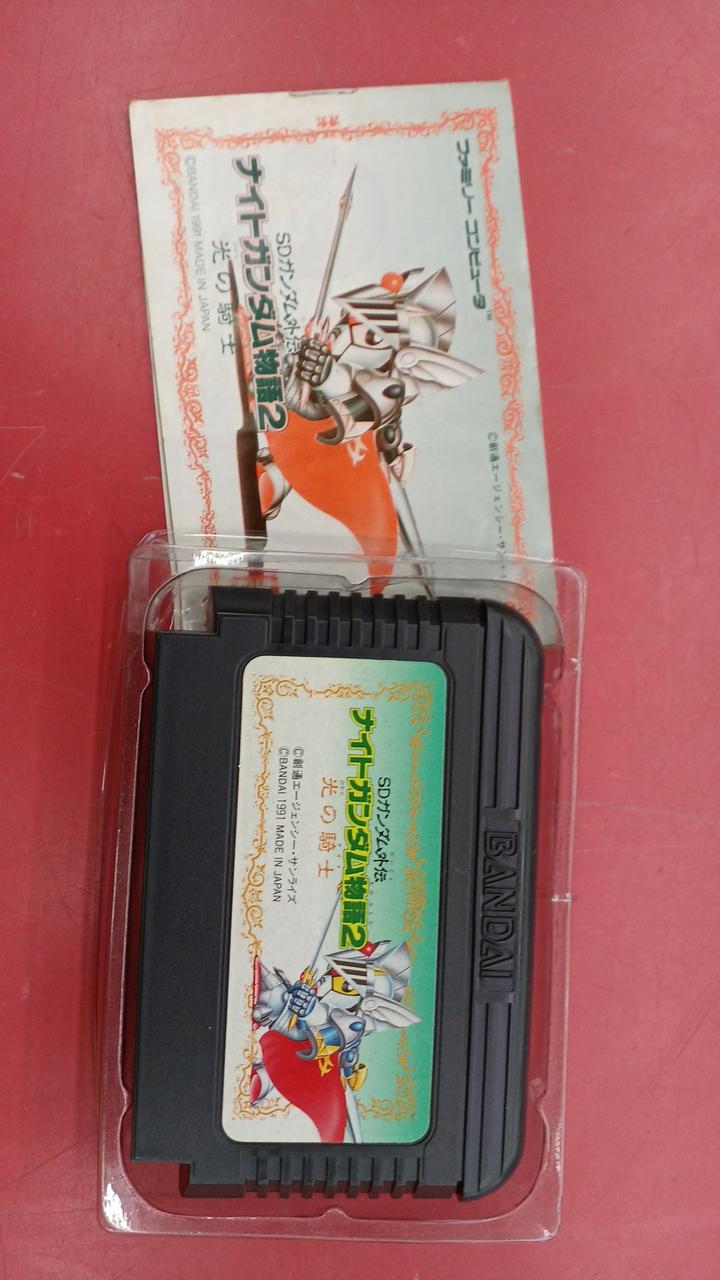 ファミリーコンピュータ™
SDガンダム外伝
ナイトガンダム物語2
光の騎士
©創通エージェンシー・サン
©BANDAI 1991 MADE IN JAPAN
BANDAI
SDガンダム外伝
ナイトガンダム物語2
光の騎士
©創通エージェンシー・サンライズ
©BANDAI 1991 MADE IN JAPAN